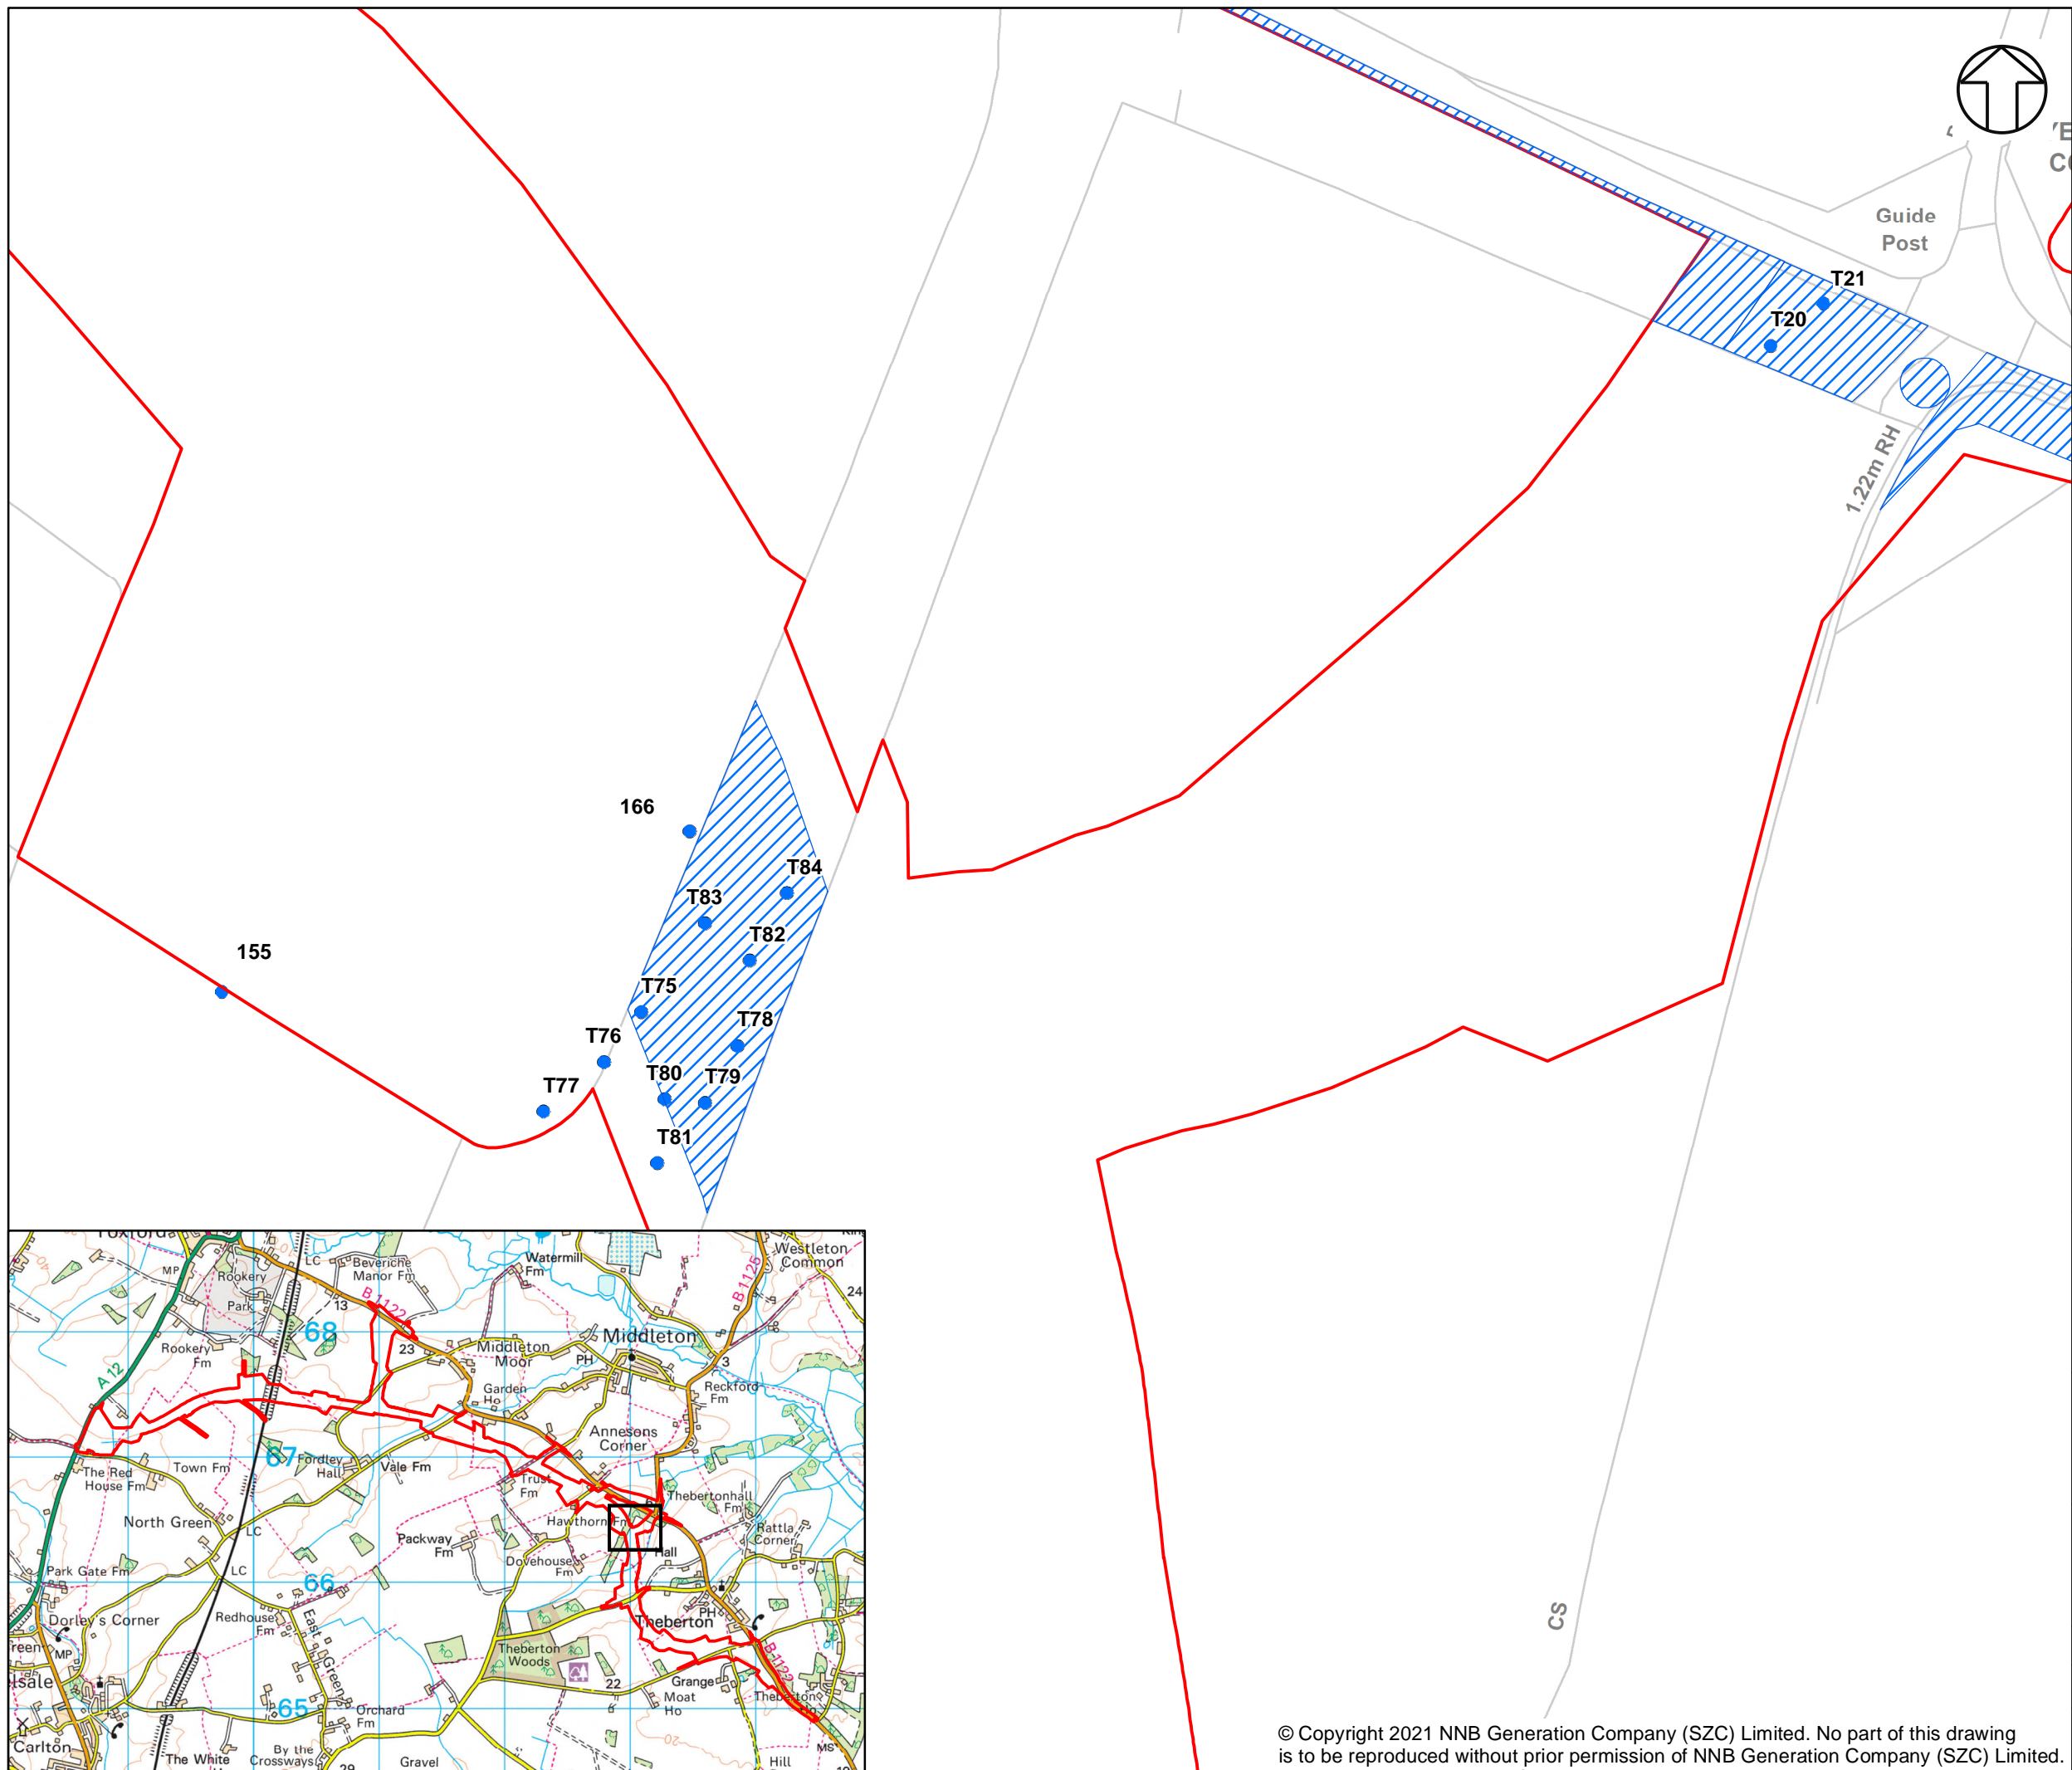 Guide
Post
T21
T20
1.22m RH
166
T84
T83
T82
155
T75
T78
T76
T80
T79
T77
T81
CS
Rookery
Park
MP
LC
Beveriche
Manor Fm
Watermill
Fm
Westleton
Common
B 1125
24
B 1122
13
68
Rookery
Fm
23
Middleton
Moor
PH
Middleton
3
A 12
Garden
Ho
Reckford
Fm
Annesons
Corner
The Red
House Fm
Town Fm
67
Fordley
Hall
Vale Fm
Trust
Fm
Thebertonhall
Fm
North Green
LC
Hawthorn Fm
Packway
Fm
Rattla
Corner
Hall
Dovehouse
Fm
Park Gate Fm
LC
66
Dorley's Corner
Redhouse
Fm
East Green
PH
Theberton
MP
Theberton
Woods
B 1122
22
Grange
Moat
Ho
Theberton
Ho
65
Orchard
Fm
Carlton
The White
By the
Crossways
29
Gravel
20
MS
Hill
© Copyright 2021 NNB Generation Company (SZC) Limited. No part of this drawing
is to be reproduced without prior permission of NNB Generation Company (SZC) Limited.